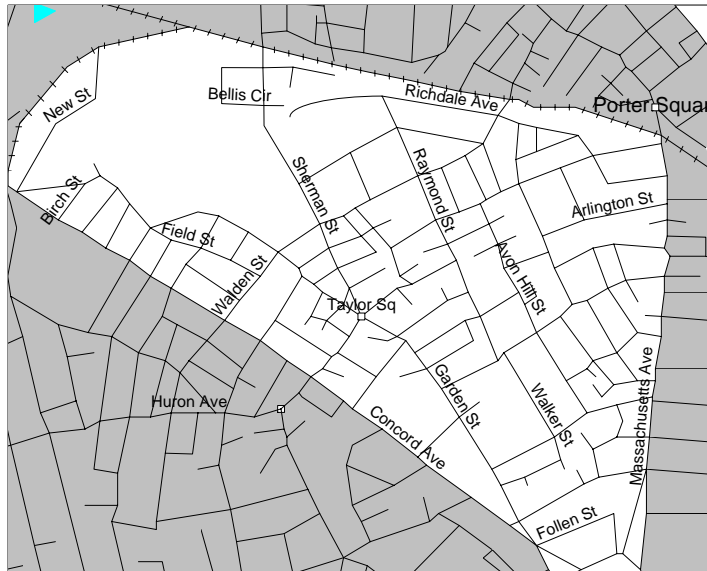 Bellis Cir
Richdale Ave
Porter Squar
New St
Sherman St
Raymond St
Birch St
Arlington St
Field St
Walden St
Avon Hill St
Taylor Sq
Huron Ave
Garden St
Concord Ave
Walker St
Massachusetts Ave
Follen St